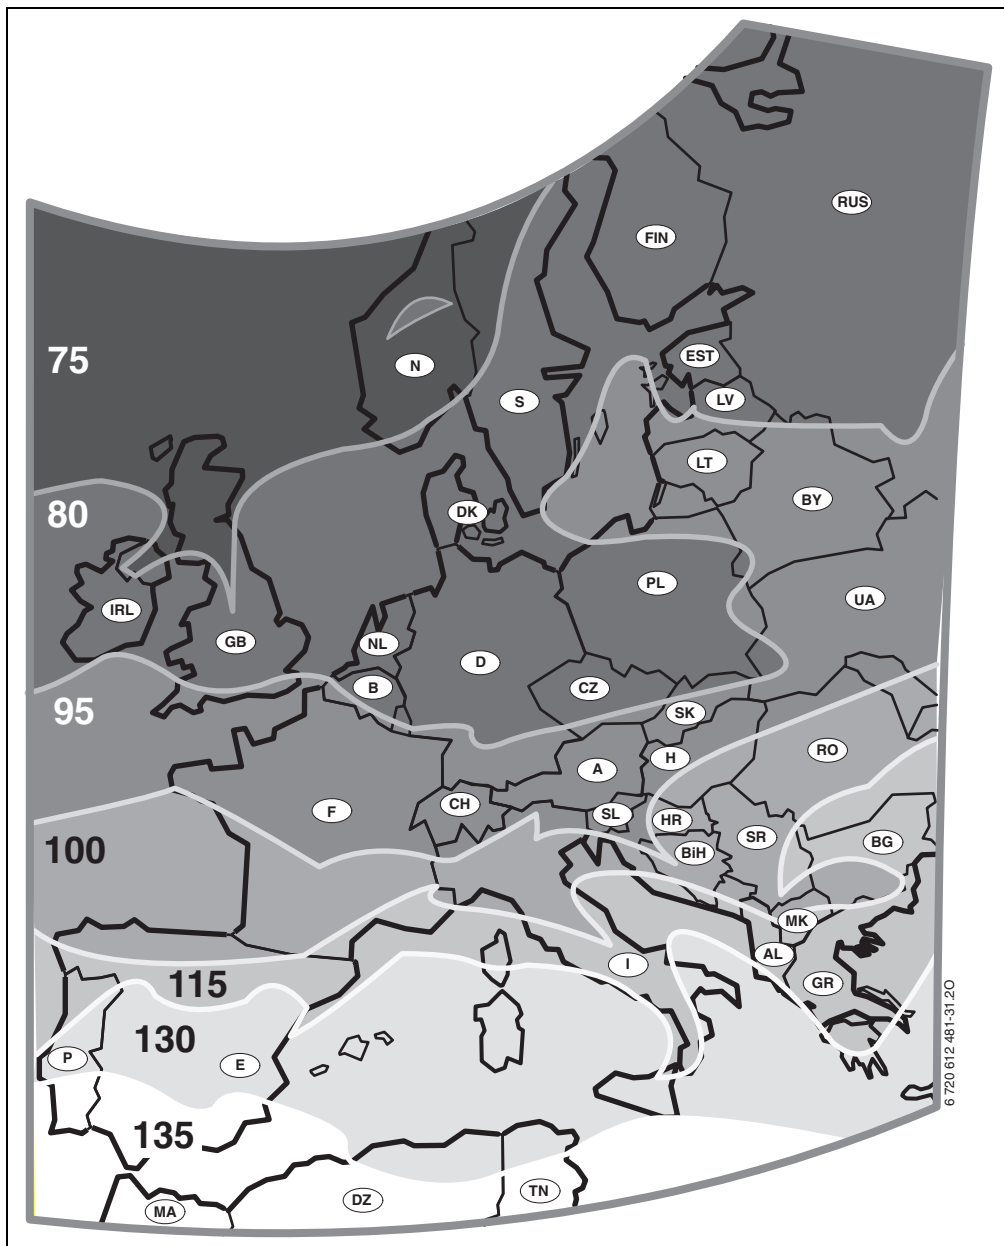 RUS
FIN
75
EST
N
LV
S
LT
80
BY
DK
PL
UA
IRL
GB
NL
D
B
CZ
95
SK
RO
H
A
CH
F
SL
HR
SR
BG
100
BiH
MK
AL
I
115
GR
130
P
E
6 720 612 481-31.2O
135
TN
DZ
MA